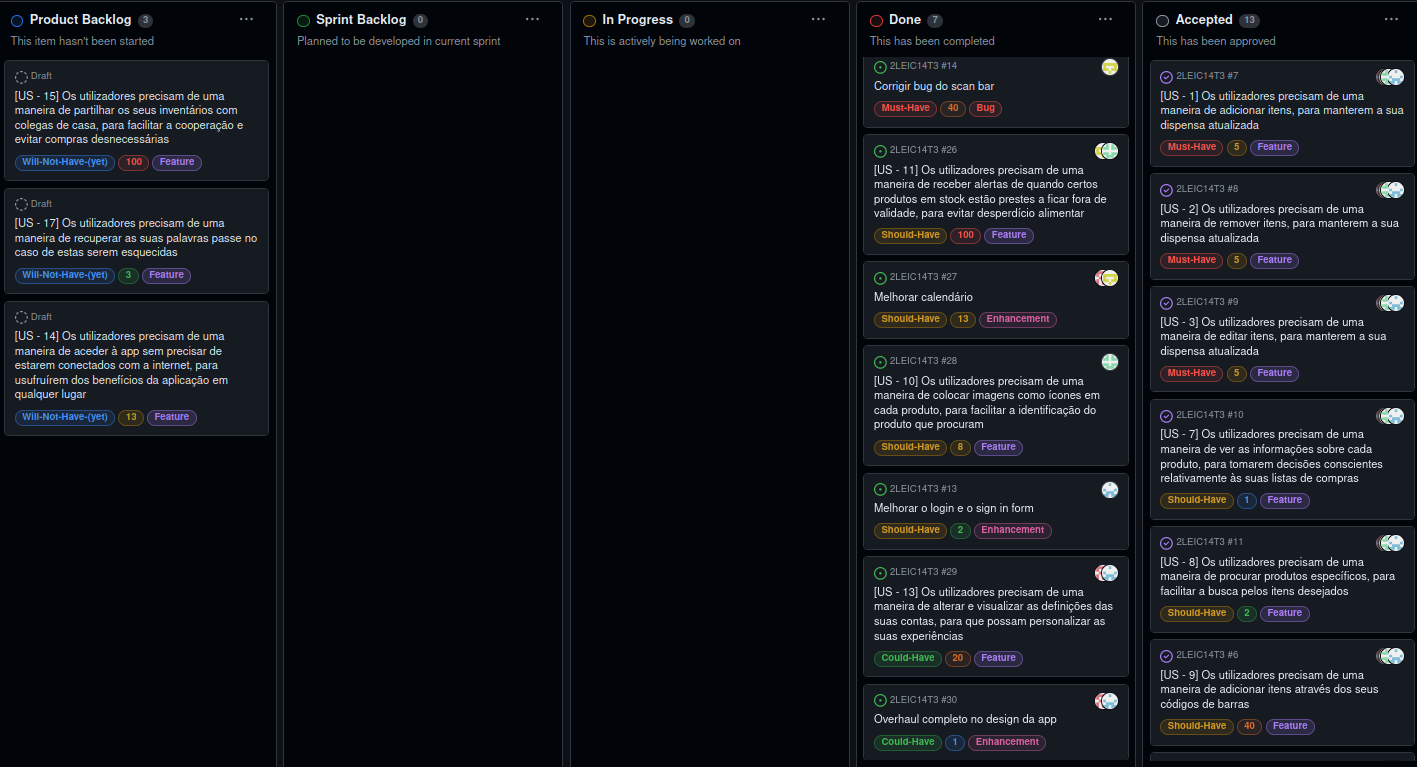 Product Backlog 3
This item hasn't been started
Draft
[US - 15] Os utilizadores precisam de uma
maneira de partilhar os seus inventários com
colegas de casa, para facilitar a cooperação e
evitar compras desnecessárias
Will-Not-Have-(yet) 100 Feature
Draft
[US - 17] Os utilizadores precisam de uma
maneira de recuperar as suas palavras passe no
caso de estas serem esquecidas
Will-Not-Have-(yet) 3 Feature
Draft
[US - 14] Os utilizadores precisam de uma
maneira de aceder à app sem precisar de
estarem conectados com a internet, para
usufruírem dos benefícios da aplicação em
qualquer lugar
Will-Not-Have-(yet) 13 Feature
Sprint Backlog 0
Planned to be developed in current sprint
In Progress 0
This is actively being worked on
Done 7
This has been completed
2LEIC14T3 #14
Corrigir bug do scan bar
Must-Have 40 Bug
2LEIC14T3 #26
[US - 11] Os utilizadores precisam de uma
maneira de receber alertas de quando certos
produtos em stock estão prestes a ficar fora de
validade, para evitar desperdício alimentar
Should-Have 100 Feature
2LEIC14T3 #27
Melhorar calendário
Should-Have 13 Enhancement
2LEIC14T3 #28
[US - 10] Os utilizadores precisam de uma
maneira de colocar imagens como ícones em
cada produto, para facilitar a identificação do
produto que procuram
Should-Have 8 Feature
2LEIC14T3 #13
Melhorar o login e o sign in form
Should-Have 2 Enhancement
2LEIC14T3 #29
[US - 13] Os utilizadores precisam de uma
maneira de alterar e visualizar as definições das
suas contas, para que possam personalizar as
suas experiências
Could-Have 20 Feature
2LEIC14T3 #30
Overhaul completo no design da app
Could-Have 1 Enhancement
Accepted 13
This has been approved
2LEIC14T3 #7
[US - 1] Os utilizadores precisam de uma
maneira de adicionar itens, para manterem a sua
dispensa atualizada
Must-Have 5 Feature
2LEIC14T3 #8
[US - 2] Os utilizadores precisam de uma
maneira de remover itens, para manterem a sua
dispensa atualizada
Must-Have 5 Feature
2LEIC14T3 #9
[US - 3] Os utilizadores precisam de uma
maneira de editar itens, para manterem a sua
dispensa atualizada
Must-Have 5 Feature
2LEIC14T3 #10
[US - 7] Os utilizadores precisam de uma
maneira de ver as informações sobre cada
produto, para tomarem decisões conscientes
relativamente às suas listas de compras
Should-Have 1 Feature
2LEIC14T3 #11
[US - 8] Os utilizadores precisam de uma
maneira de procurar produtos específicos, para
facilitar a busca pelos itens desejados
Should-Have 2 Feature
2LEIC14T3 #6
[US - 9] Os utilizadores precisam de uma
maneira de adicionar itens através dos seus
códigos de barras
Should-Have 40 Feature